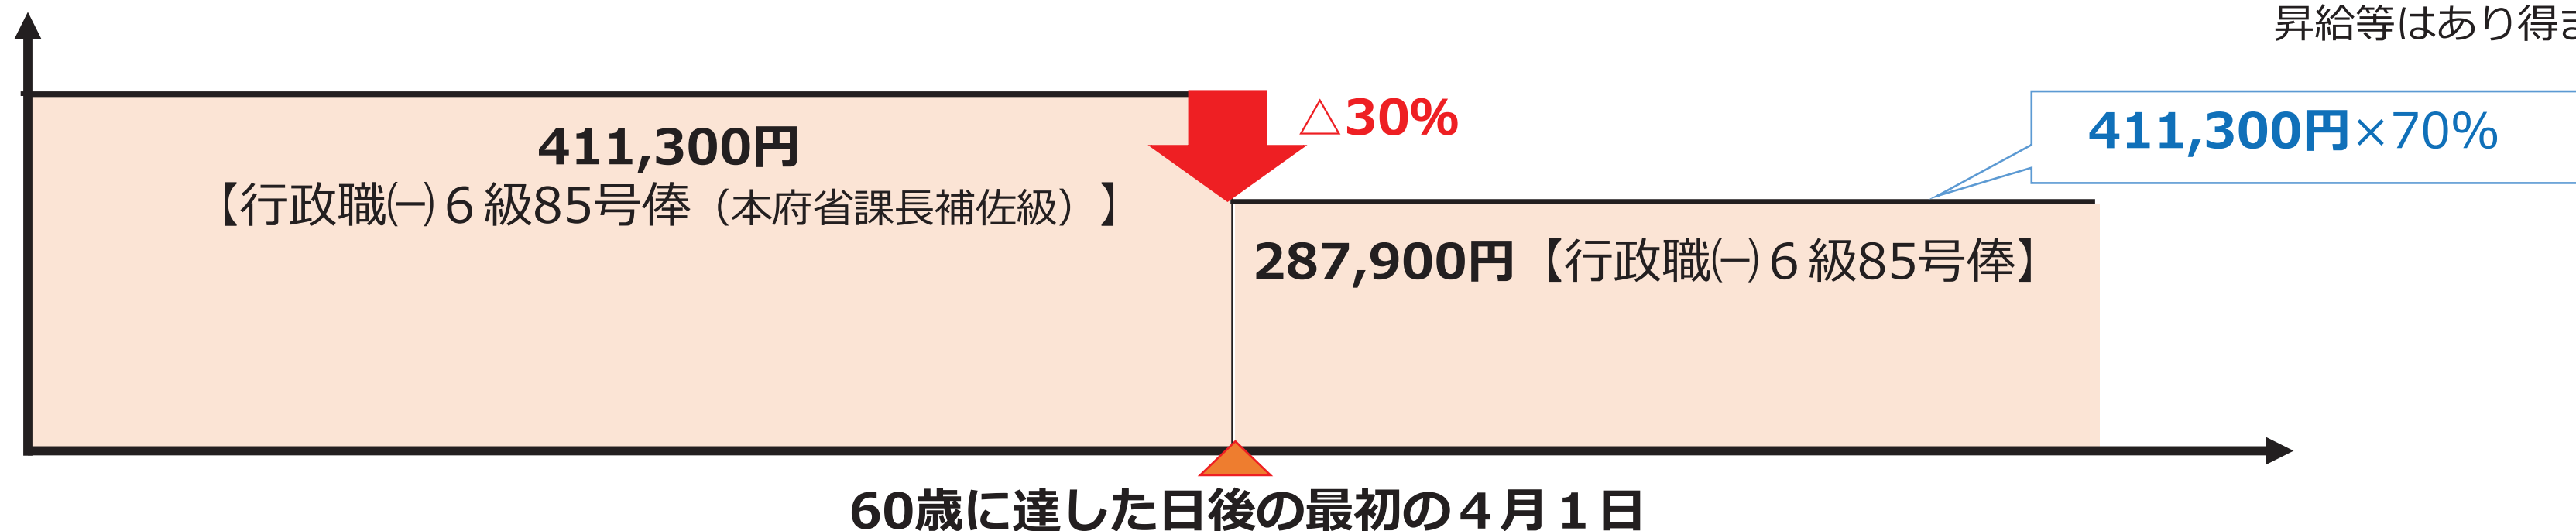 昇給等はあり得ま
△30%
411,300円×70%
411,300円
【行政職㈠６級85号俸（本府省課長補佐級）】
287,900円【行政職㈠６級85号俸】
60歳に達した日後の最初の４月１日